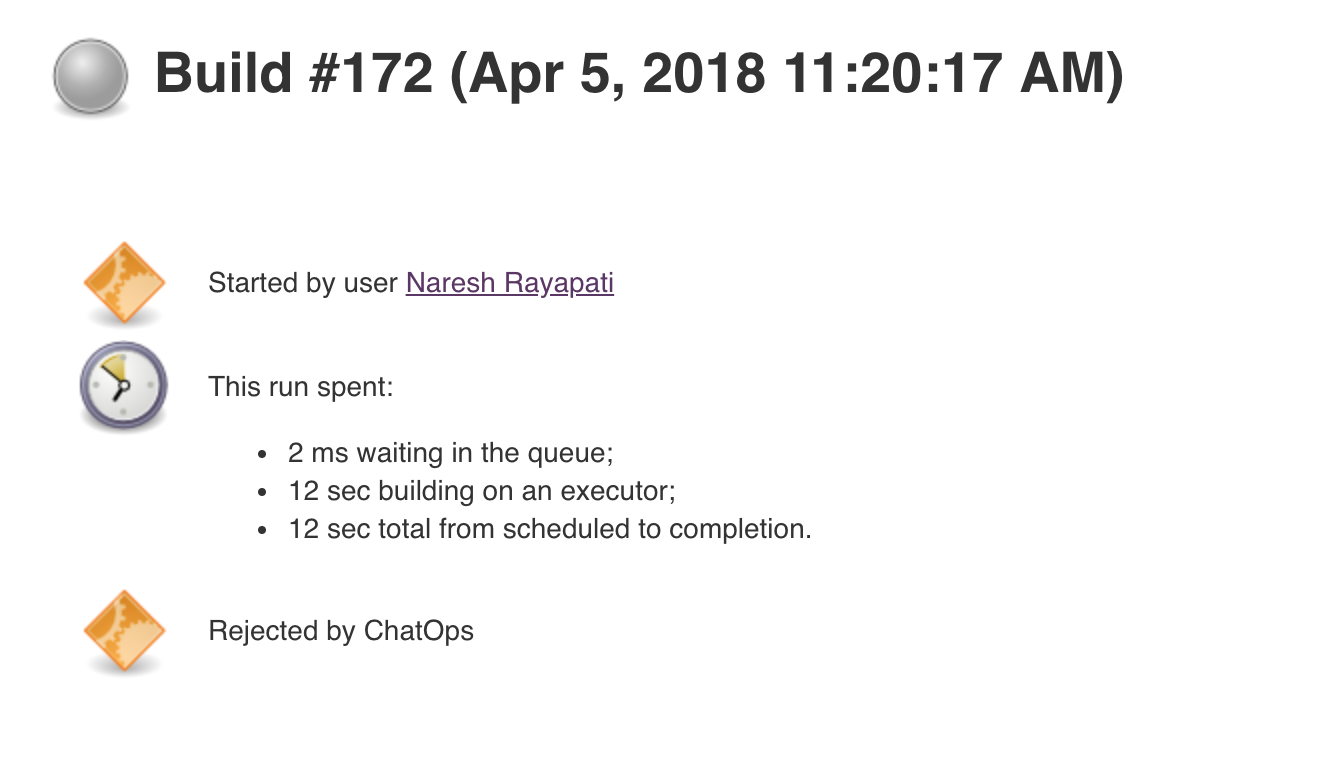 Build #172 (Apr 5, 2018 11:20:17 AM)
Started by user Naresh Rayapati
This run spent:
• 2 ms waiting in the queue;
• 12 sec building on an executor;
• 12 sec total from scheduled to completion.
Rejected by ChatOps